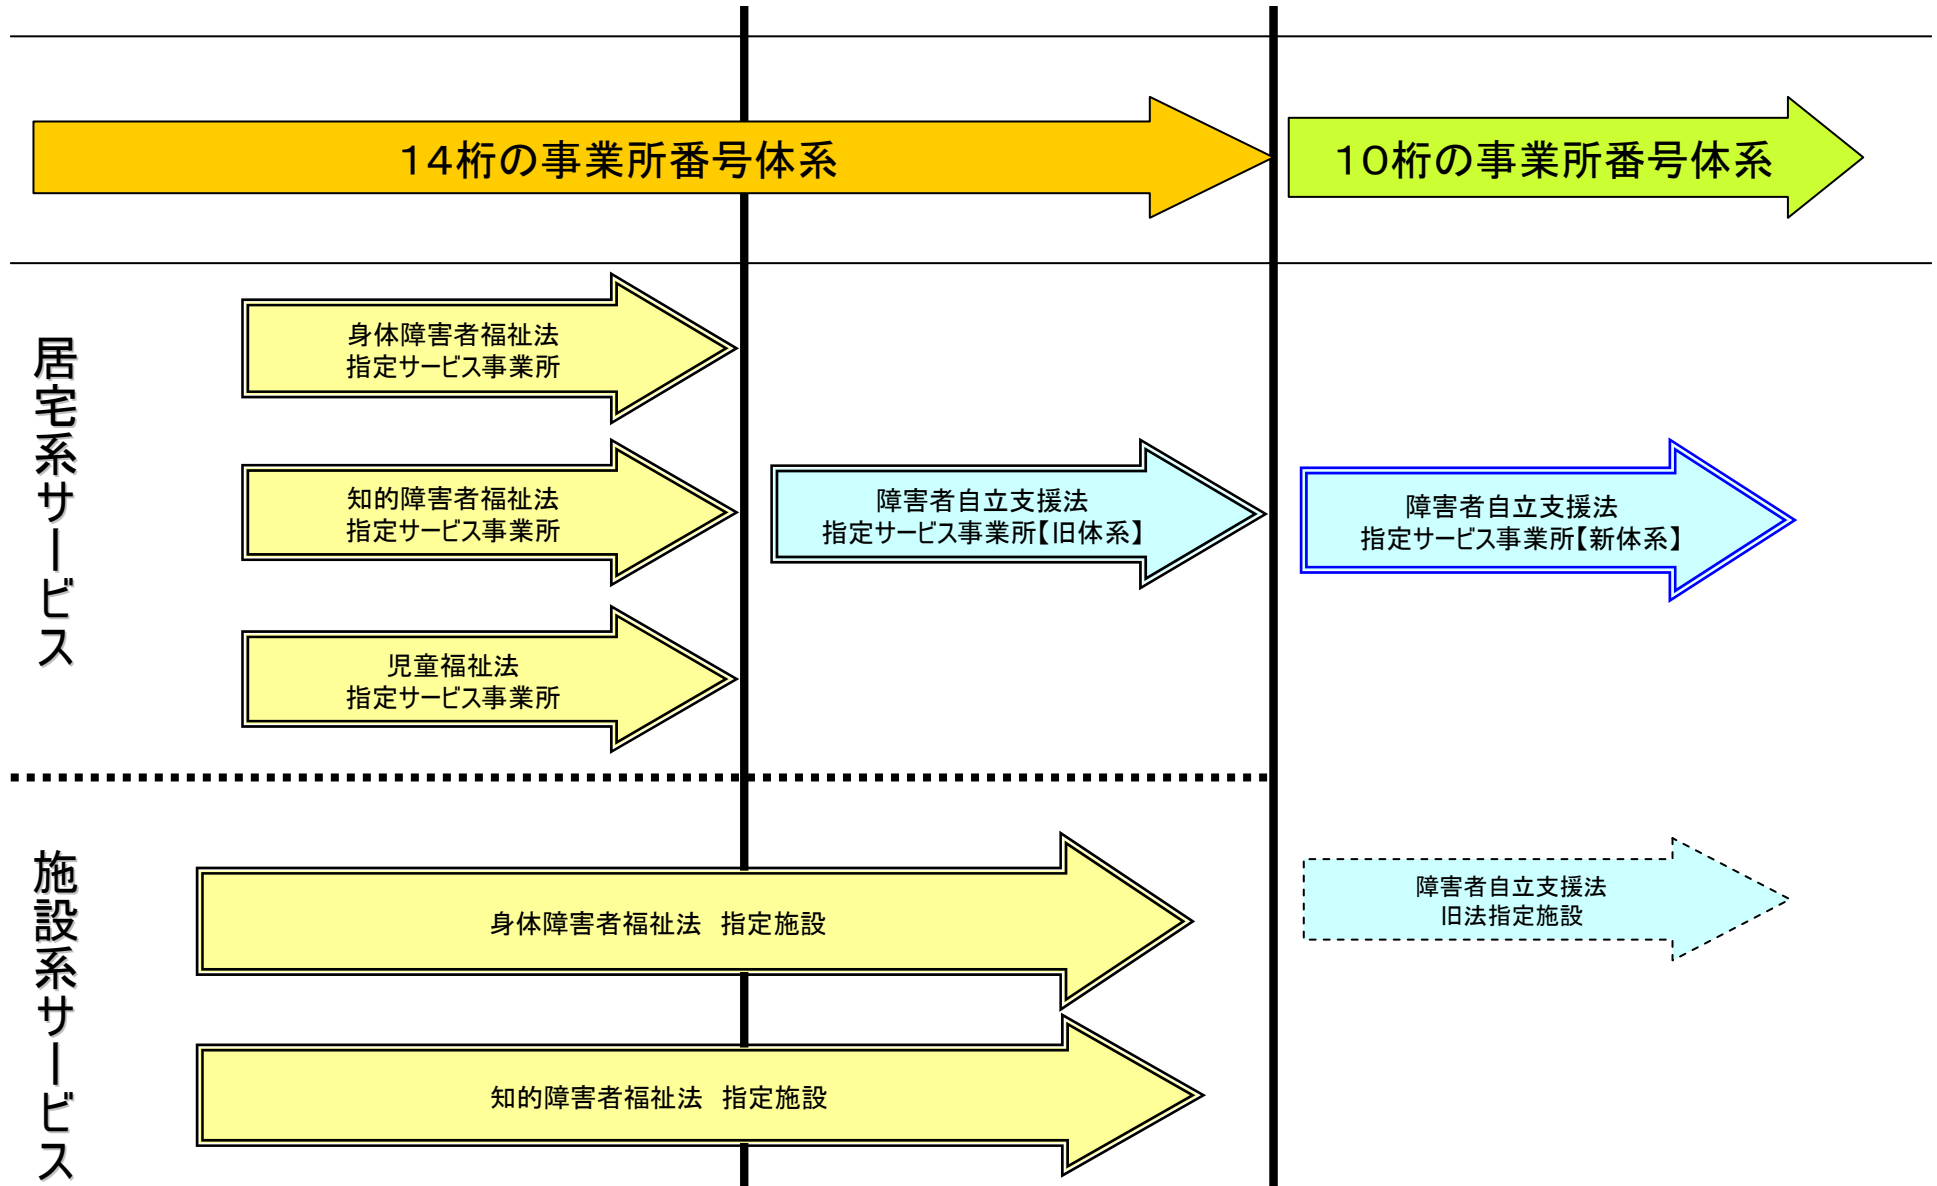 14桁の事業所番号体系
10桁の事業所番号体系
居宅系サービス
身体障害者福祉法
指定サービス事業所
知的障害者福祉法
指定サービス事業所
児童福祉法
指定サービス事業所
障害者自立支援法
指定サービス事業所【旧体系】
障害者自立支援法
指定サービス事業所【新体系】
施設系サービス
身体障害者福祉法　指定施設
知的障害者福祉法　指定施設
障害者自立支援法
旧法指定施設